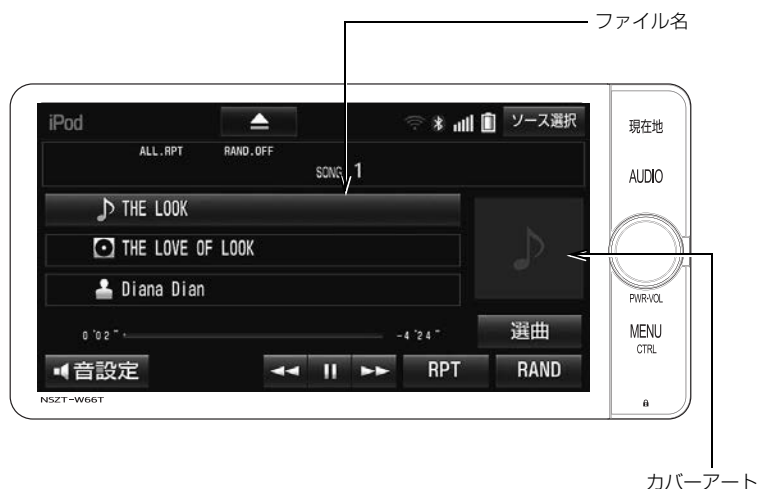 ファイル名
iPod
ソース選択
ALL.RPT RAND.OFF
SONG 1
THE LOOK
THE LOVE OF LOOK
Diana Dian
0'02" -4'24"
選曲
音設定 RPT RAND
NSZT-W66T
現在地
AUDIO
PWR·VOL
MENU
CTRL
カバーアート